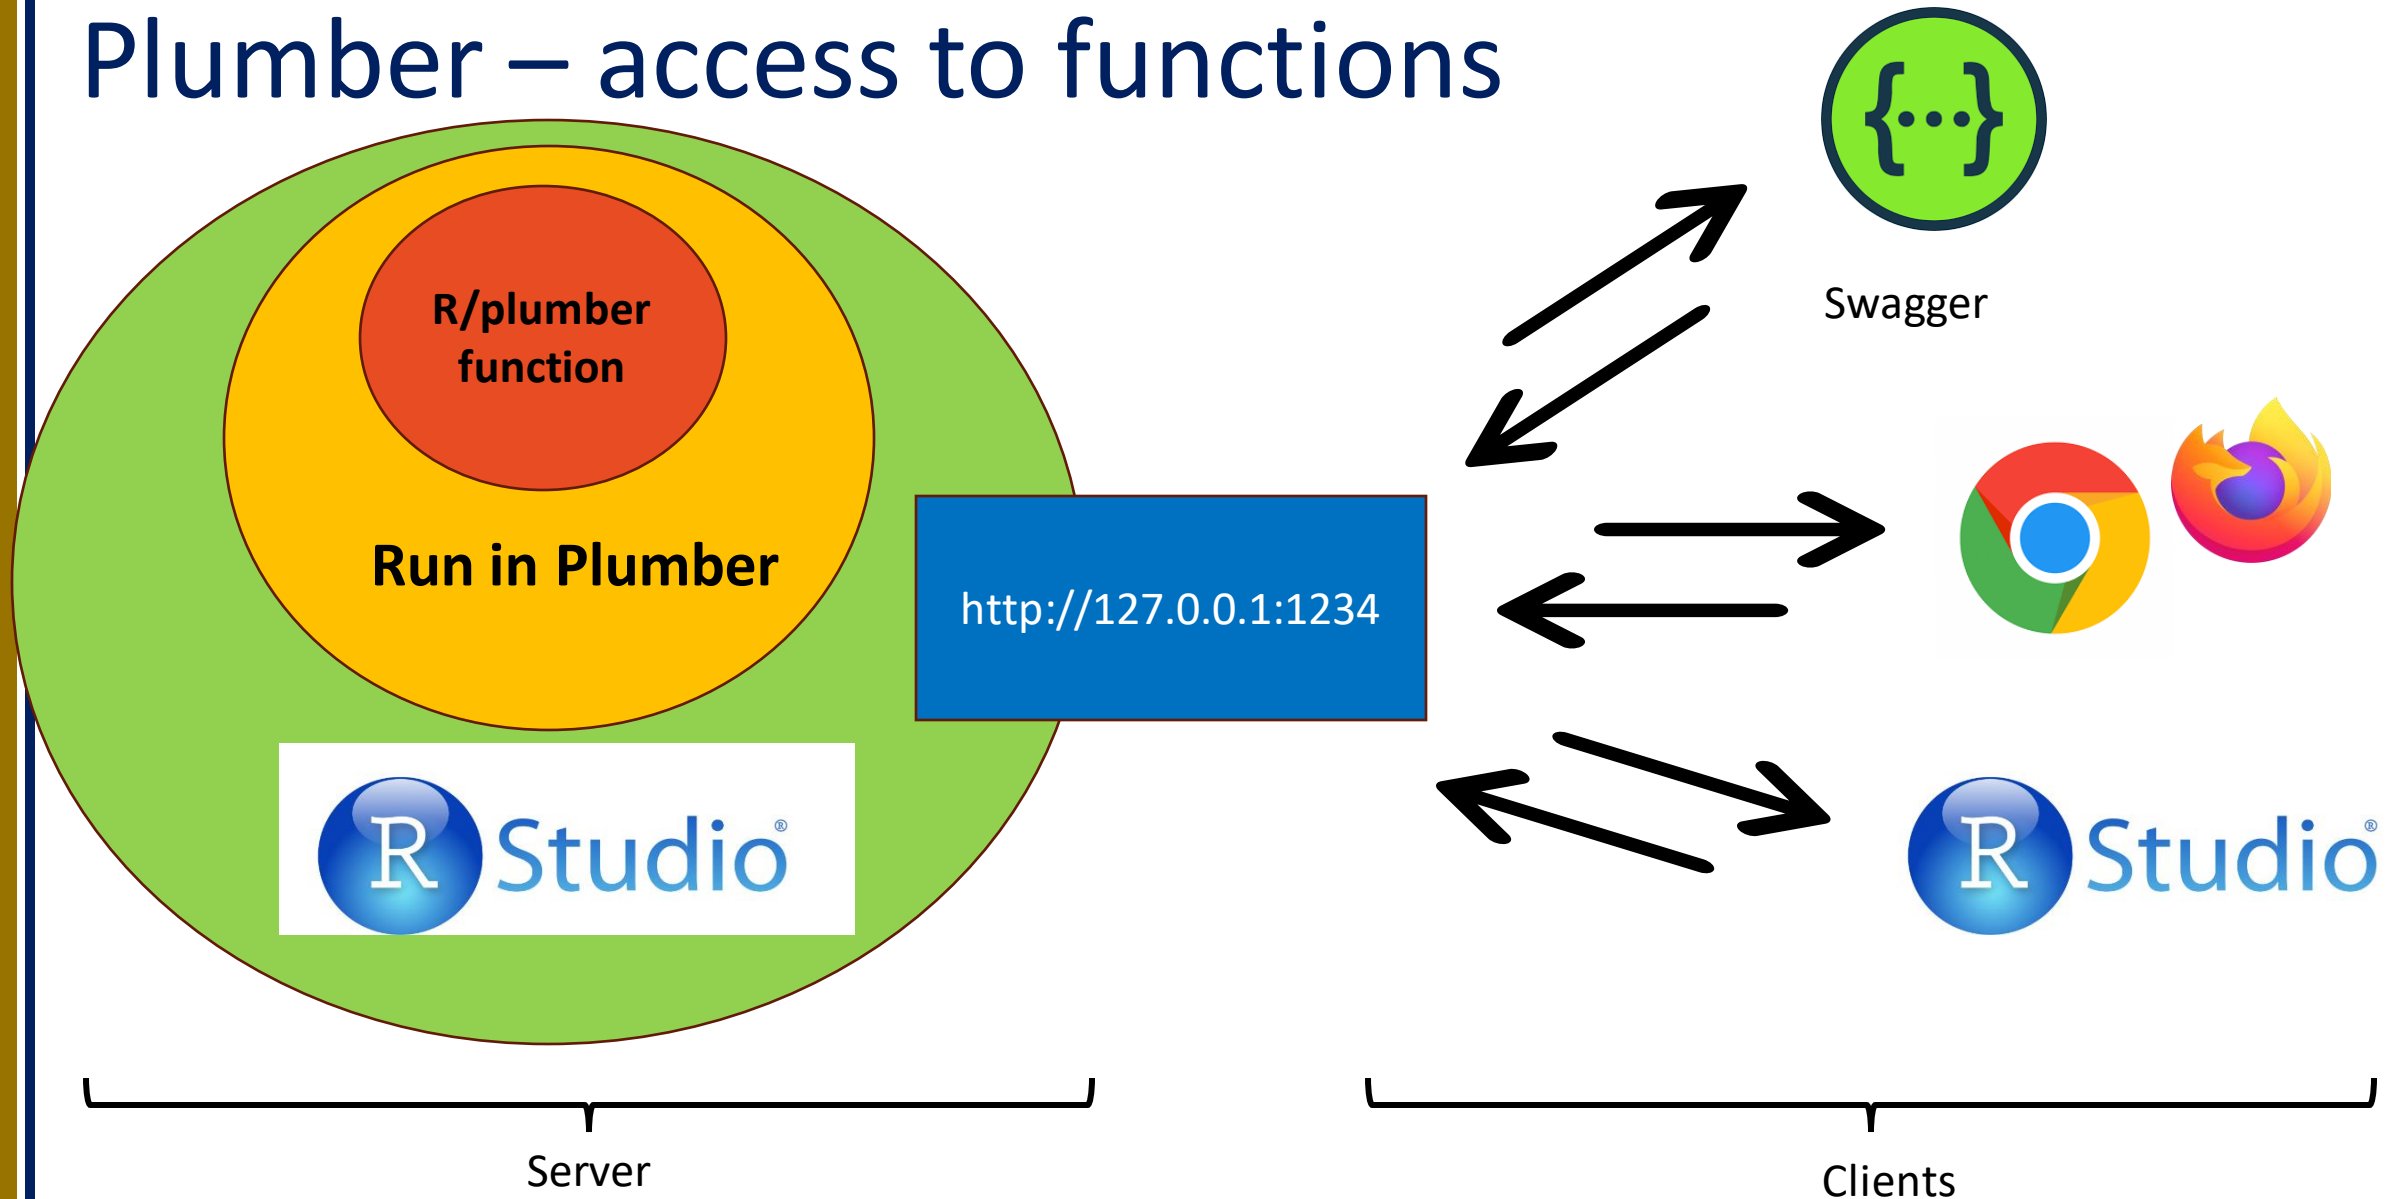 Plumber – access to functions
R/plumber
function
Run in Plumber
R Studio®
http://127.0.0.1:1234
{...}
Swagger
R Studio®
Server
Clients